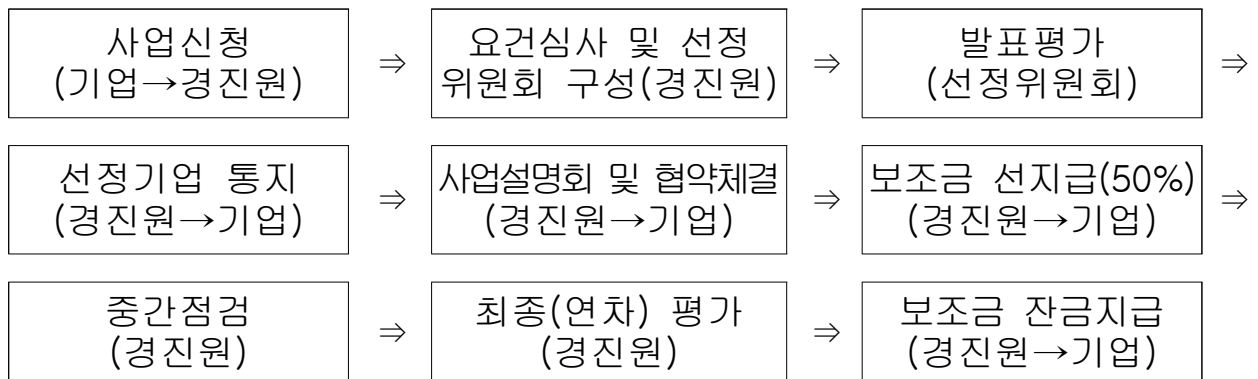 사업신청
(기업→경진원)
⇒
요건심사 및 선정
위원회 구성(경진원)
⇒
발표평가
(선정위원회)
⇒
선정기업 통지
(경진원→기업)
⇒
사업설명회 및 협약체결
(경진원→기업)
⇒
보조금 선지급(50%)
(경진원→기업)
⇒
중간점검
(경진원)
⇒
최종(연차) 평가
(경진원)
⇒
보조금 잔금지급
(경진원→기업)